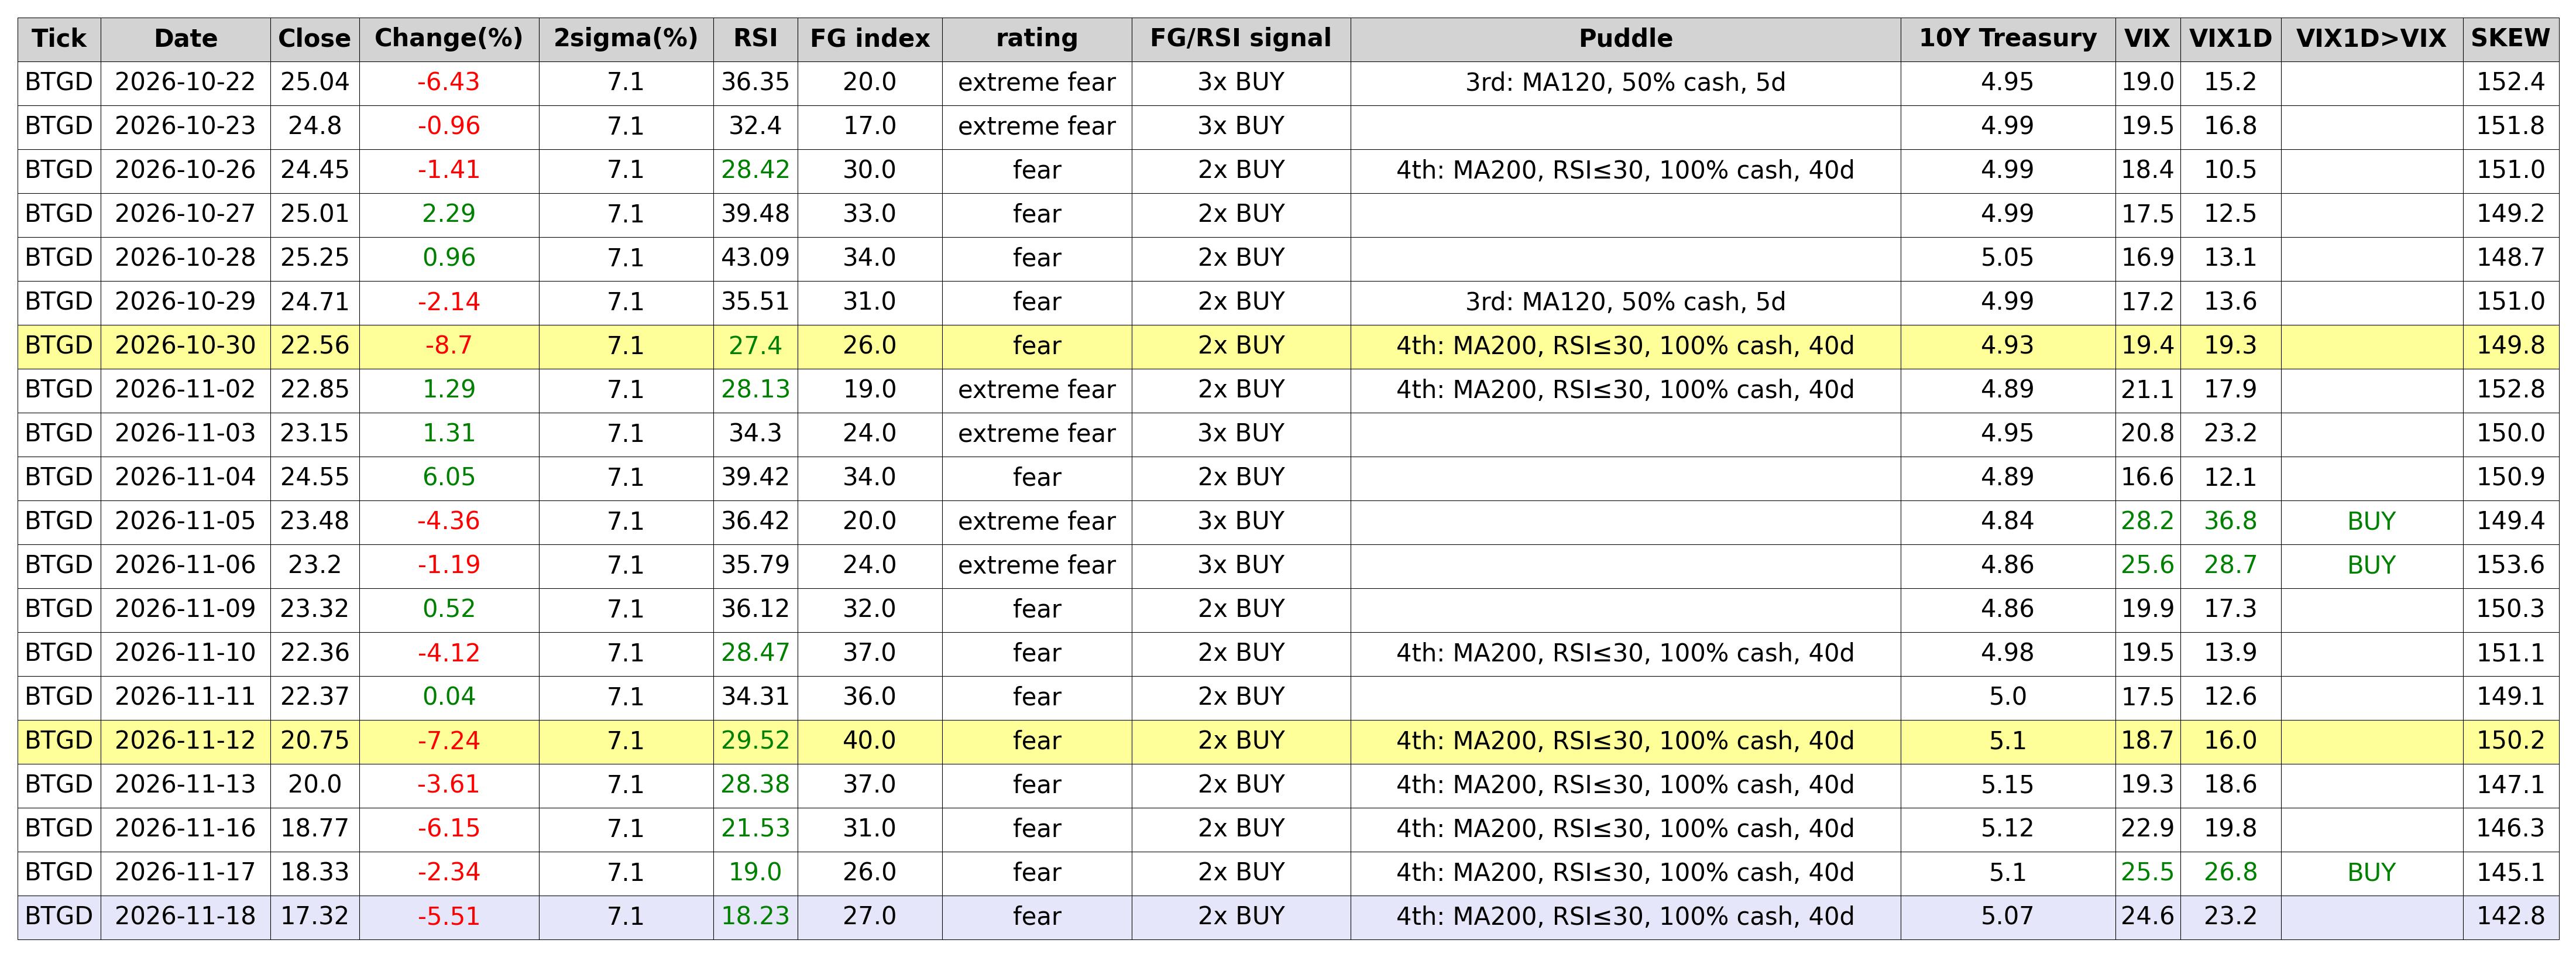 Tick Date Close Change(%) 2sigma(%) RSI FG index rating FG/RSI signal Puddle 10Y Treasury VIX VIX1D VIX1D>VIX SKEW
BTGD 2026-10-22 25.04 -6.43 7.1 36.35 20.0 extreme fear 3x BUY 3rd: MA120, 50% cash, 5d 4.95 19.0 15.2 152.4
BTGD 2026-10-23 24.8 -0.96 7.1 32.4 17.0 extreme fear 3x BUY 4.99 19.5 16.8 151.8
BTGD 2026-10-26 24.45 -1.41 7.1 28.42 30.0 fear 2x BUY 4th: MA200, RSI≤30, 100% cash, 40d 4.99 18.4 10.5 151.0
BTGD 2026-10-27 25.01 2.29 7.1 39.48 33.0 fear 2x BUY 4.99 17.5 12.5 149.2
BTGD 2026-10-28 25.25 0.96 7.1 43.09 34.0 fear 2x BUY 5.05 16.9 13.1 148.7
BTGD 2026-10-29 24.71 -2.14 7.1 35.51 31.0 fear 2x BUY 3rd: MA120, 50% cash, 5d 4.99 17.2 13.6 151.0
BTGD 2026-10-30 22.56 -8.7 7.1 27.4 26.0 fear 2x BUY 4th: MA200, RSI≤30, 100% cash, 40d 4.93 19.4 19.3 149.8
BTGD 2026-11-02 22.85 1.29 7.1 28.13 19.0 extreme fear 2x BUY 4th: MA200, RSI≤30, 100% cash, 40d 4.89 21.1 17.9 152.8
BTGD 2026-11-03 23.15 1.31 7.1 34.3 24.0 extreme fear 3x BUY 4.95 20.8 23.2 150.0
BTGD 2026-11-04 24.55 6.05 7.1 39.42 34.0 fear 2x BUY 4.89 16.6 12.1 150.9
BTGD 2026-11-05 23.48 -4.36 7.1 36.42 20.0 extreme fear 3x BUY 4.84 28.2 36.8 BUY 149.4
BTGD 2026-11-06 23.2 -1.19 7.1 35.79 24.0 extreme fear 3x BUY 4.86 25.6 28.7 BUY 153.6
BTGD 2026-11-09 23.32 0.52 7.1 36.12 32.0 fear 2x BUY 4.86 19.9 17.3 150.3
BTGD 2026-11-10 22.36 -4.12 7.1 28.47 37.0 fear 2x BUY 4th: MA200, RSI≤30, 100% cash, 40d 4.98 19.5 13.9 151.1
BTGD 2026-11-11 22.37 0.04 7.1 34.31 36.0 fear 2x BUY 5.0 17.5 12.6 149.1
BTGD 2026-11-12 20.75 -7.24 7.1 29.52 40.0 fear 2x BUY 4th: MA200, RSI≤30, 100% cash, 40d 5.1 18.7 16.0 150.2
BTGD 2026-11-13 20.0 -3.61 7.1 28.38 37.0 fear 2x BUY 4th: MA200, RSI≤30, 100% cash, 40d 5.15 19.3 18.6 147.1
BTGD 2026-11-16 18.77 -6.15 7.1 21.53 31.0 fear 2x BUY 4th: MA200, RSI≤30, 100% cash, 40d 5.12 22.9 19.8 146.3
BTGD 2026-11-17 18.33 -2.34 7.1 19.0 26.0 fear 2x BUY 4th: MA200, RSI≤30, 100% cash, 40d 5.1 25.5 26.8 BUY 145.1
BTGD 2026-11-18 17.32 -5.51 7.1 18.23 27.0 fear 2x BUY 4th: MA200, RSI≤30, 100% cash, 40d 5.07 24.6 23.2 142.8